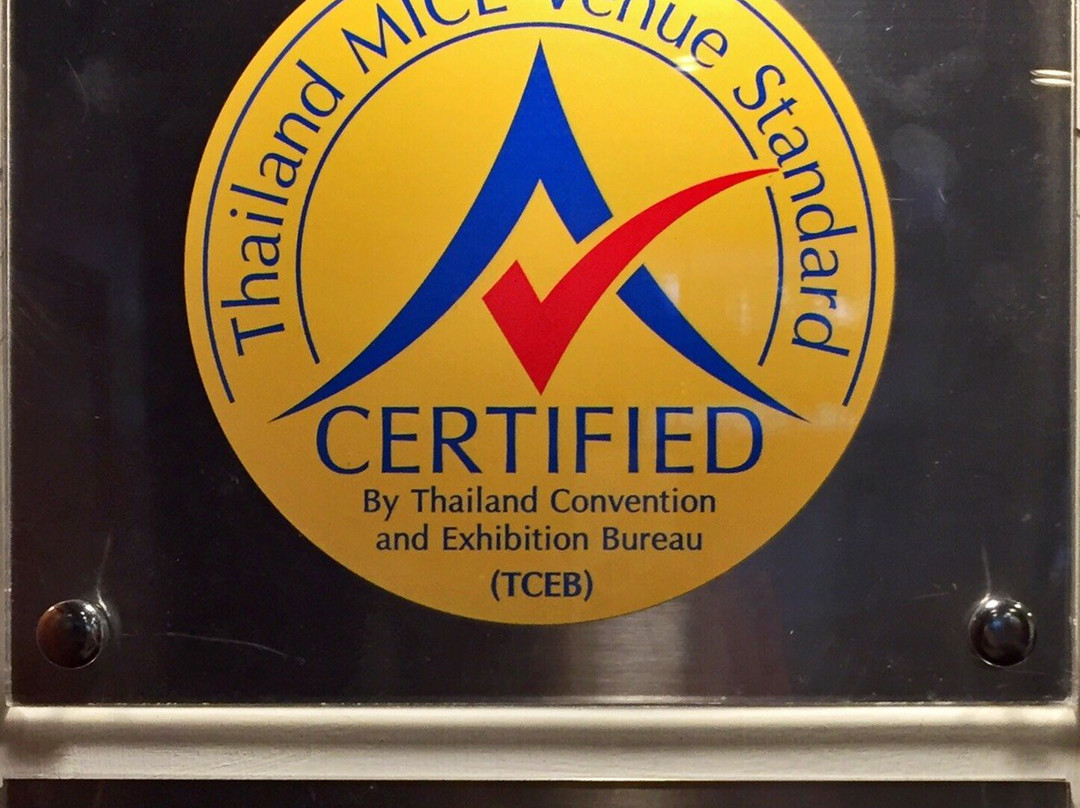 Thailand MICE Venue Standard
CERTIFIED
By Thailand Convention
and Exhibition Bureau
(TCEB)